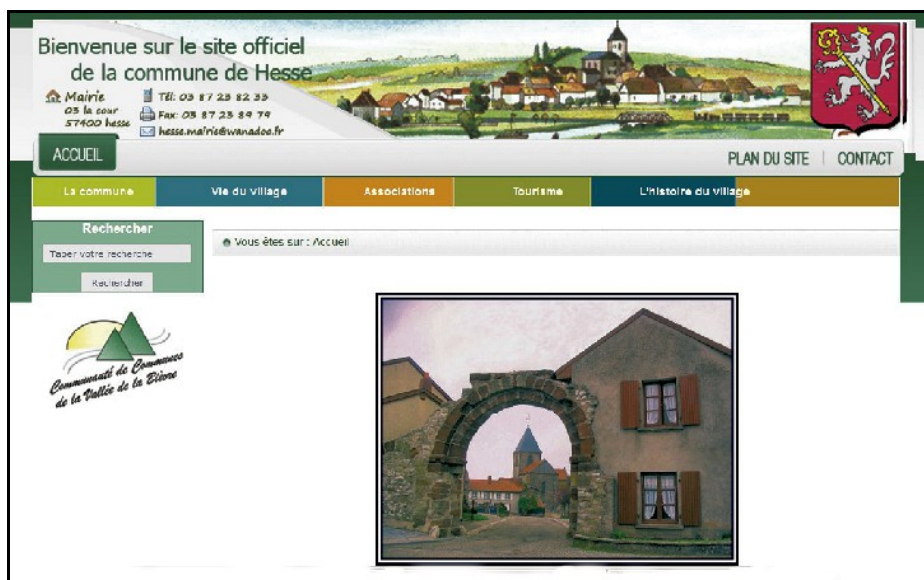 Bienvenue sur le site officiel
de la commune de Hesse
Mairie
03 la cour
57400 hesse
Tél: 03 87 23 82 33
Fax: 03 87 23 89 79
hesse.mairie@wanadoo.fr
ACCUEIL
PLAN DU SITE | CONTACT
La commune
Vie du village
Associations
Tourisme
L'histoire du village
Rechercher
Taper votre recherche
Rechercher
Vous êtes sur : Accueil
Communauté de Communes
de la Vallée de la Bièvre